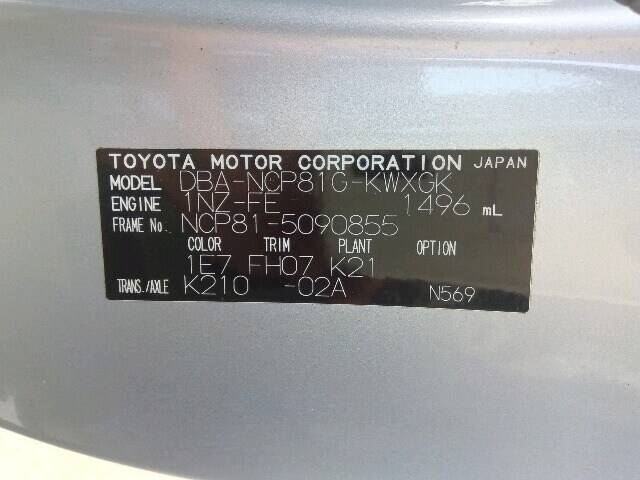 TOYOTA MOTOR CORPORATION JAPAN
MODEL DBA-NCP81G-KWXGK
ENGINE 1NZ-FE 1496 mL
FRAME No. NCP81-5090855
COLOR TRIM PLANT OPTION
1E7 FH07 K21
TRANS./AXLE K210 -02A N569